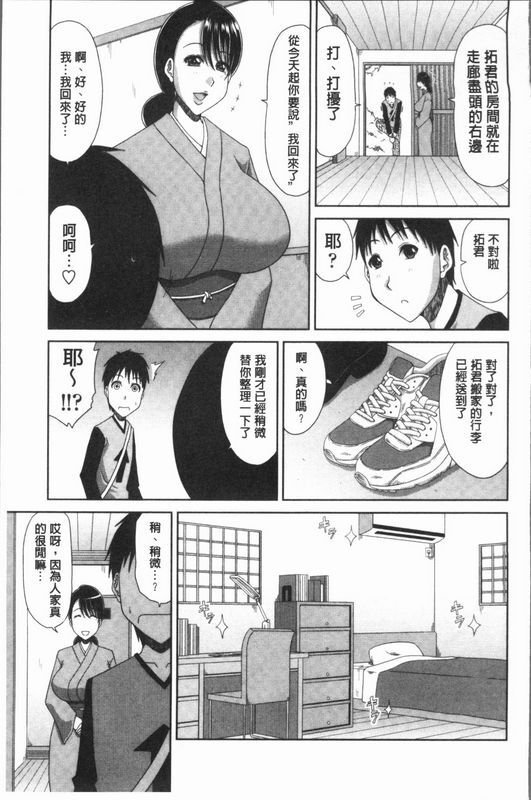 拓君的房間就在
走廊盡頭的右邊
打、打擾了
從今天起你要說”我回來了”
啊、好、好的
我…我回來了…
不對啦
拓君
耶?
呵呵…♡
對了對了,
拓君搬家的行李
已經送到了
啊、真的嗎?
我剛才已經稍微
替你整理一下了
耶～!!?
稍、稍微…?
哎呀,因為人家真
的很閒嘛…